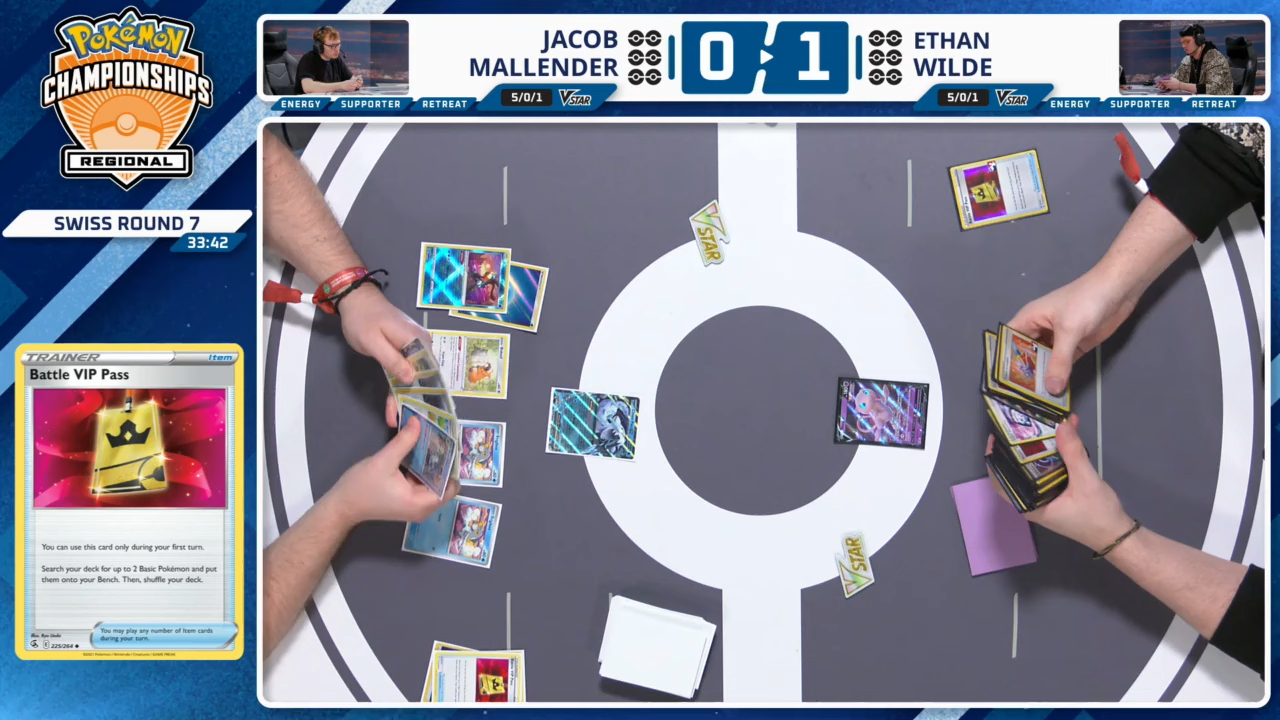 Pokémon
CHAMPIONSHIPS
REGIONAL
SWISS ROUND 7
33:42
JACOB
MALLENDER
0
1
ETHAN
WILDE
ENERGY
SUPPORTER
RETREAT
5/0/1
VSTAR
5/0/1
VSTAR
ENERGY
SUPPORTER
RETREAT
TRAINER
Item
Battle VIP Pass
You can use this card only during your first turn.
Search your deck for up to 2 Basic Pokémon and put
them onto your Bench. Then, shuffle your deck.
You may play any number of Item cards
during your turn.
225/264
VSTAR
VSTAR